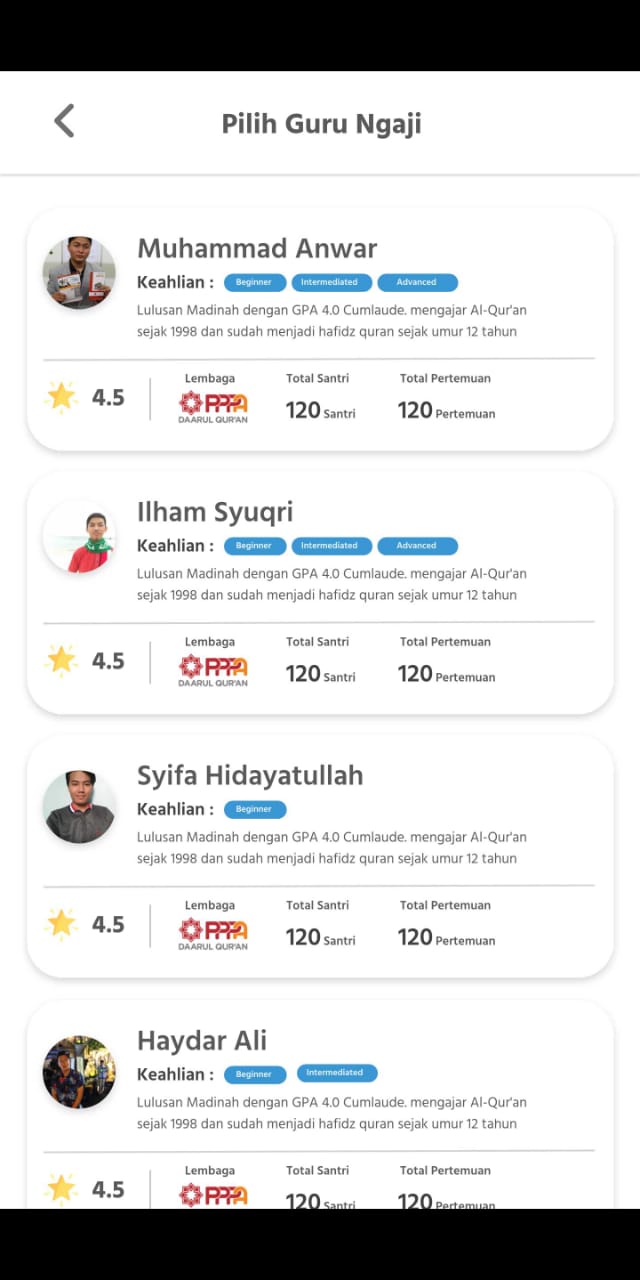 Pilih Guru Ngaji
Muhammad Anwar
Keahlian : Beginner Intermediated Advanced
Lulusan Madinah dengan GPA 4.0 Cumlaude. mengajar Al-Qur'an
sejak 1998 dan sudah menjadi hafidz quran sejak umur 12 tahun
Lembaga Total Santri Total Pertemuan
4.5 PPPA 120 Santri 120 Pertemuan
DAARUL QUR'AN
Ilham Syuqri
Keahlian : Beginner Intermediated Advanced
Lulusan Madinah dengan GPA 4.0 Cumlaude. mengajar Al-Qur'an
sejak 1998 dan sudah menjadi hafidz quran sejak umur 12 tahun
Lembaga Total Santri Total Pertemuan
4.5 PPPA 120 Santri 120 Pertemuan
DAARUL QUR'AN
Syifa Hidayatullah
Keahlian : Beginner
Lulusan Madinah dengan GPA 4.0 Cumlaude. mengajar Al-Qur'an
sejak 1998 dan sudah menjadi hafidz quran sejak umur 12 tahun
Lembaga Total Santri Total Pertemuan
4.5 PPPA 120 Santri 120 Pertemuan
DAARUL QUR'AN
Haydar Ali
Keahlian : Beginner Intermediated
Lulusan Madinah dengan GPA 4.0 Cumlaude. mengajar Al-Qur'an
sejak 1998 dan sudah menjadi hafidz quran sejak umur 12 tahun
Lembaga Total Santri Total Pertemuan
4.5 PPPA 120 Santri 120 Pertemuan